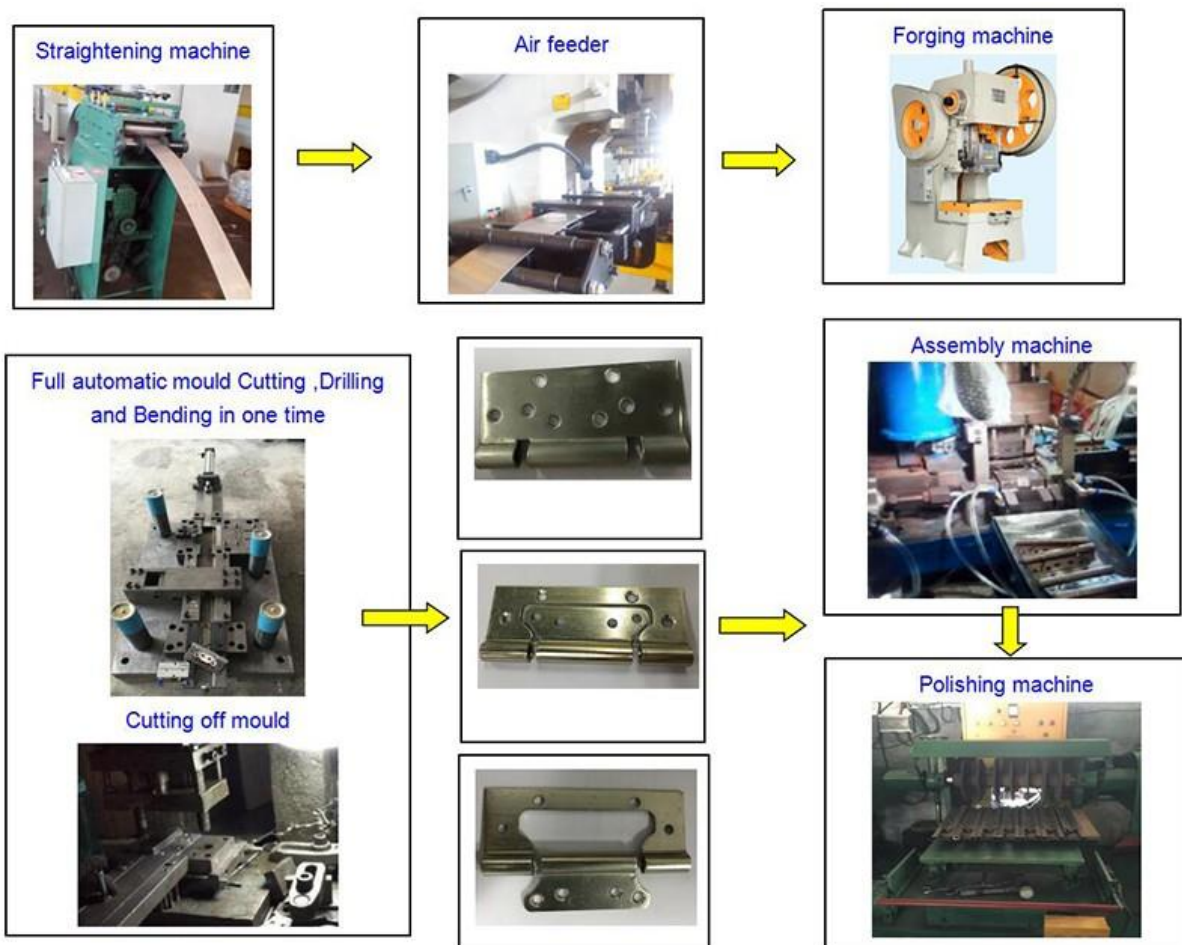 Straightening machine
Air feeder
Forging machine
Full automatic mould Cutting ,Drilling
and Bending in one time
Cutting off mould
Assembly machine
Polishing machine